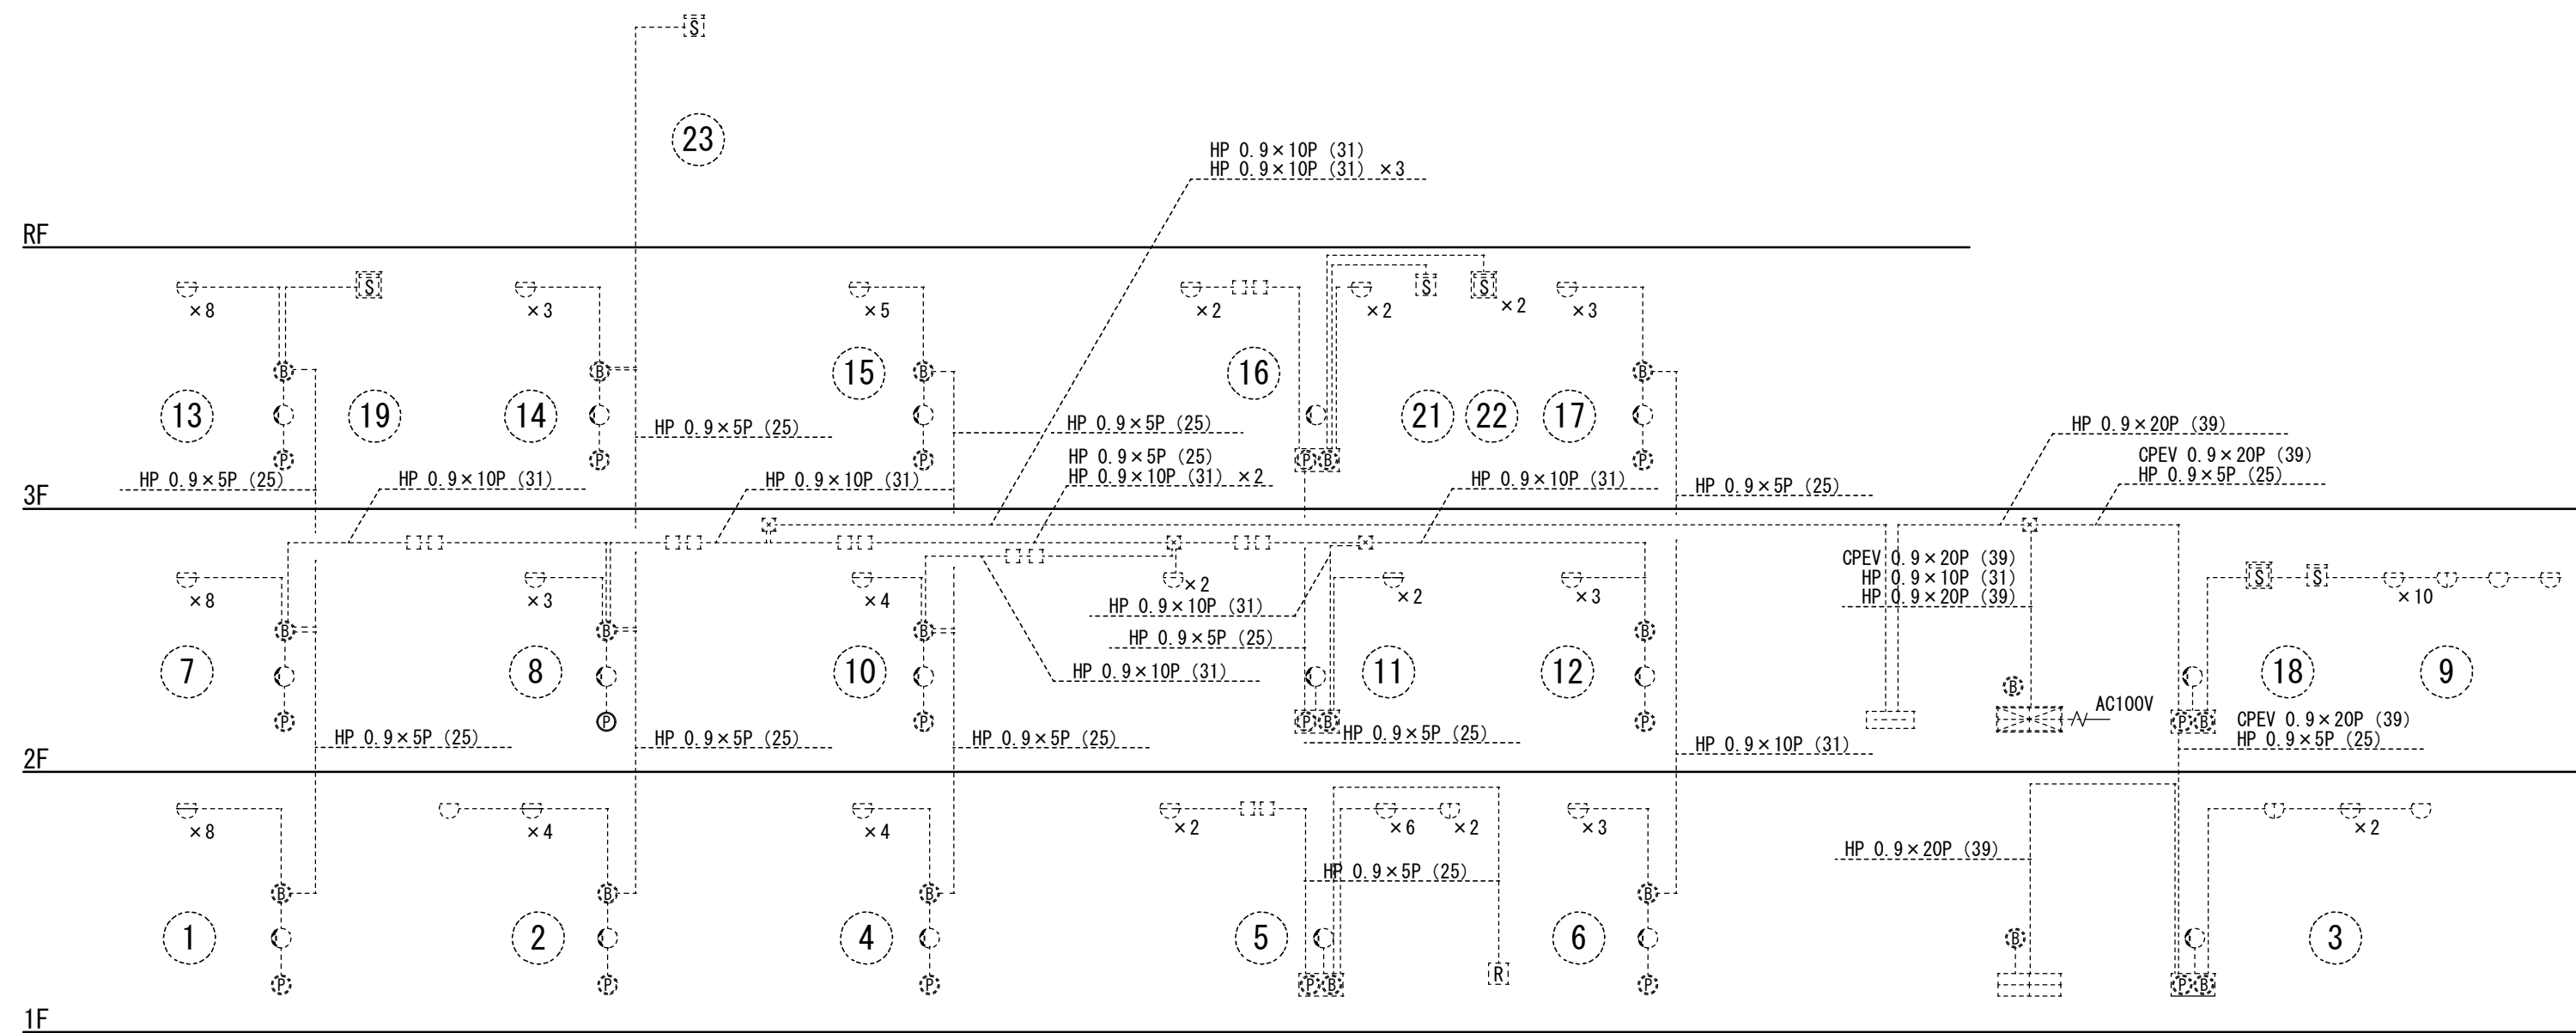 S
23
HP 0.9×10P (31)
HP 0.9×10P (31) ×3
RF
×8
S
×3
×5
×2
×2
S
S
×2
×3
B
B
B
B
13
19
14
15
16
21
22
17
HP 0.9×20P (39)
HP 0.9×5P (25)
HP 0.9×5P (25)
CPEV 0.9×20P (39)
HP 0.9×5P (25)
P
P
P
P B
P
HP 0.9×5P (25)
HP 0.9×10P (31)
HP 0.9×10P (31)
HP 0.9×5P (25)
HP 0.9×10P (31) ×2
HP 0.9×10P (31)
HP 0.9×5P (25)
3F
CPEV 0.9×20P (39)
HP 0.9×10P (31)
HP 0.9×20P (39)
×8
×3
×4
×2
×2
×3
S
S
×10
HP 0.9×10P (31)
HP 0.9×5P (25)
HP 0.9×10P (31)
B
B
B
B
7
8
10
11
12
B
18
9
AC100V
P
P
P
P B
P
P B
CPEV 0.9×20P (39)
HP 0.9×5P (25)
HP 0.9×5P (25)
HP 0.9×5P (25)
HP 0.9×5P (25)
HP 0.9×5P (25)
HP 0.9×10P (31)
2F
×8
×4
×4
×2
×6
×2
×3
×2
HP 0.9×5P (25)
HP 0.9×20P (39)
B
B
B
B
1
2
4
5
6
B
3
P
P
P
P B
R
P
P B
1F